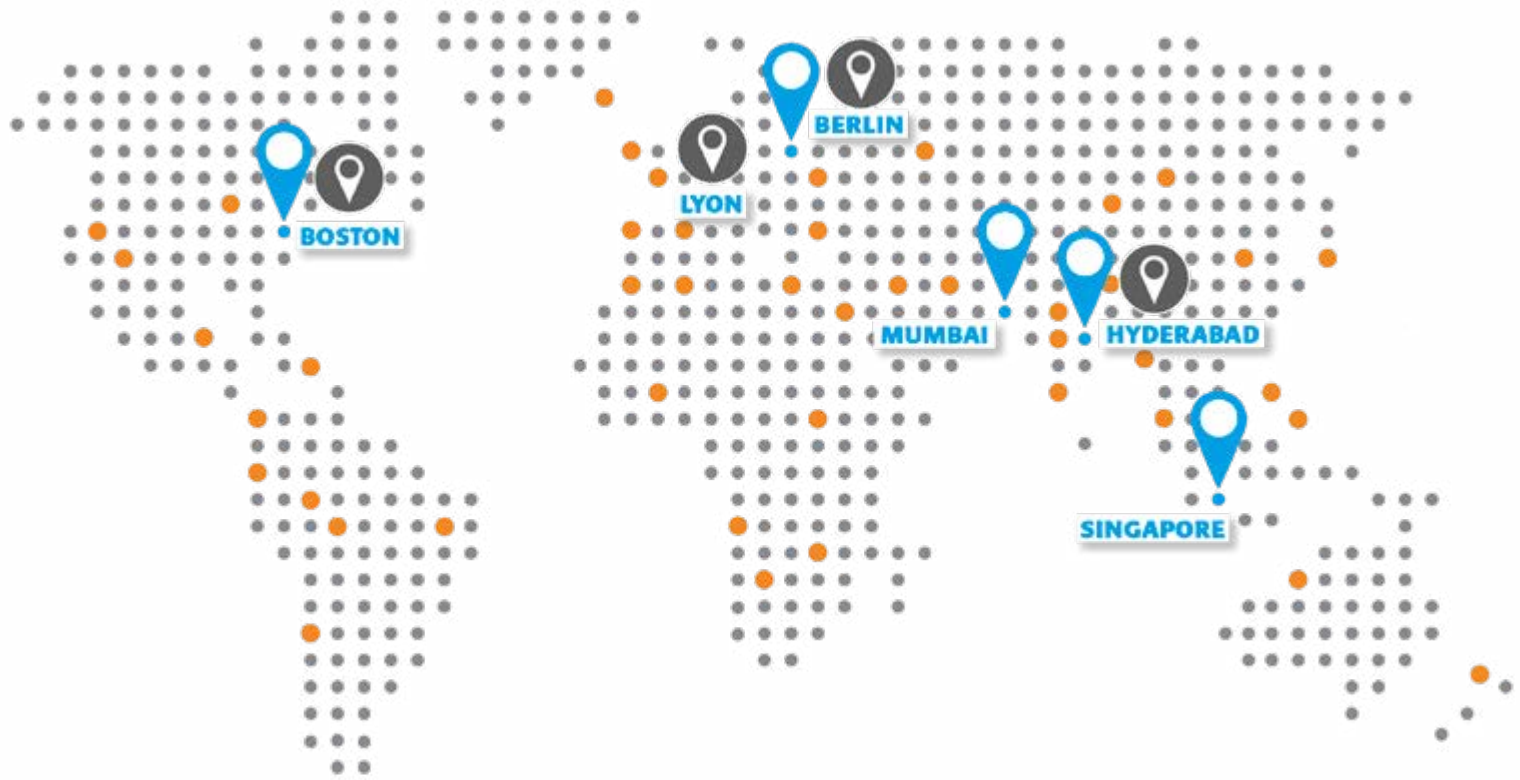 BERLIN
LYON
BOSTON
MUMBAI
HYDERABAD
SINGAPORE